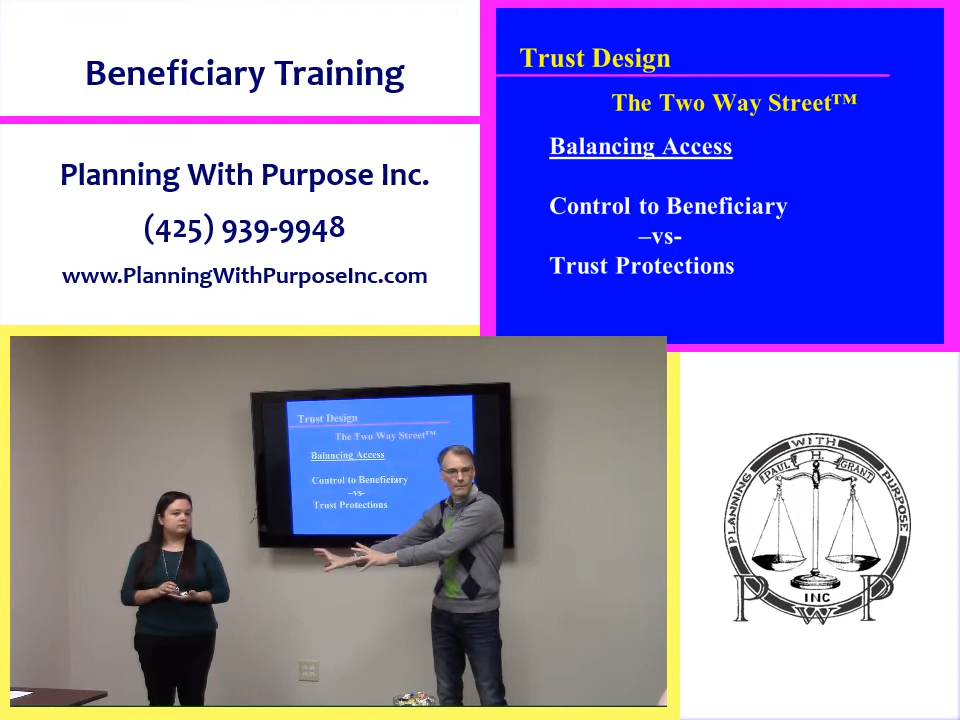 Beneficiary Training
Planning With Purpose Inc.
(425) 939-9948
www.PlanningWithPurposeInc.com
Trust Design
The Two Way Street™
Balancing Access
Control to Beneficiary
–vs-
Trust Protections
Trust Design
The Two Way Street™
Balancing Access
Control to Beneficiary
–vs-
Trust Protections
PLANNING WITH PURPOSE
PAUL H. GRANT
INC
PWP